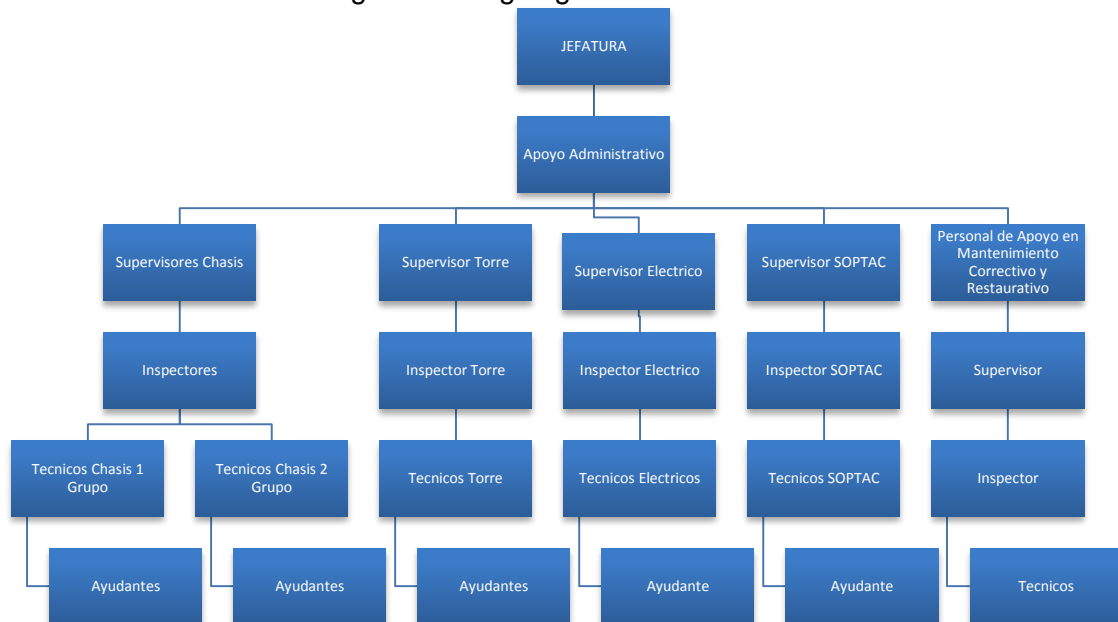 JEFATURA
Apoyo Administrativo
Supervisores Chasis
Supervisor Torre
Supervisor Electrico
Supervisor SOPTAC
Personal de Apoyo en
Mantenimiento
Correctivo y
Restaurativo
Inspectores
Inspector Torre
Inspector Electrico
Inspector SOPTAC
Supervisor
Tecnicos Chasis 1
Grupo
Tecnicos Chasis 2
Grupo
Tecnicos Torre
Tecnicos Electricos
Tecnicos SOPTAC
Inspector
Ayudantes
Ayudantes
Ayudantes
Ayudante
Ayudante
Tecnicos